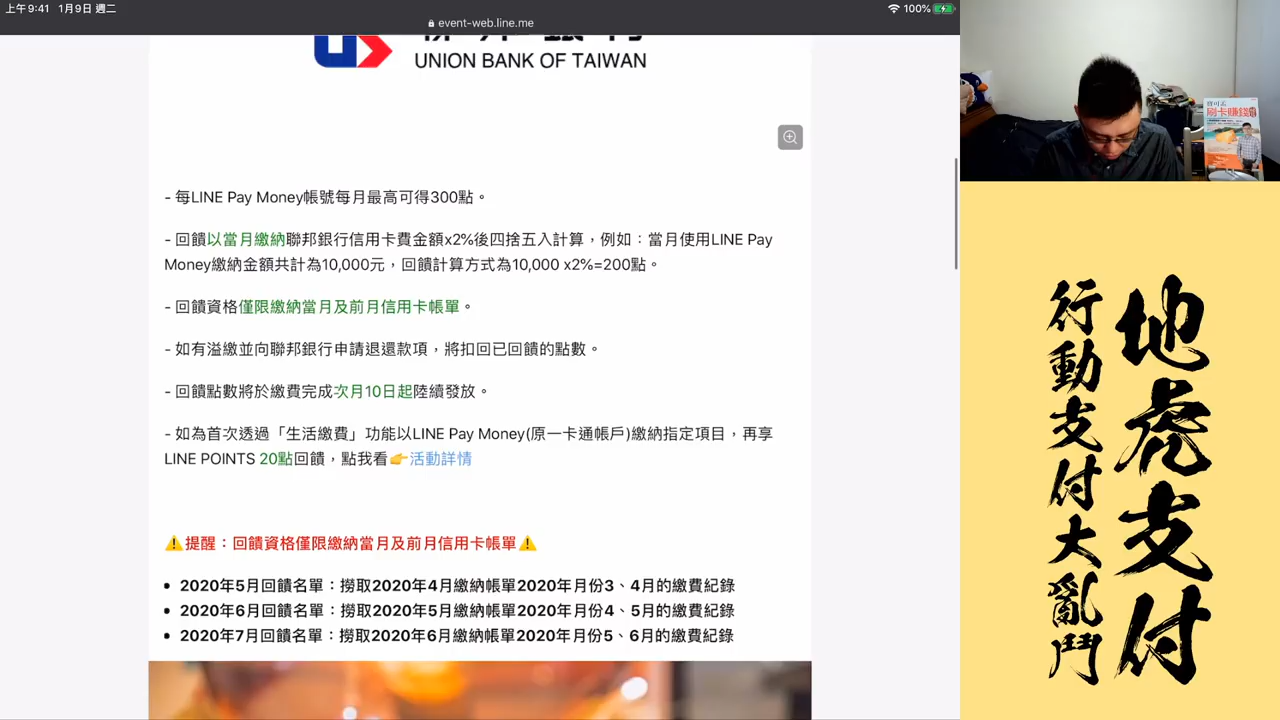 上午9:41 1月9日 週二
100%
event-web.line.me
UNION BANK OF TAIWAN
- 每LINE Pay Money帳號每月最高可得300點。
- 回饋以當月繳納聯邦銀行信用卡費金額x2%後四捨五入計算，例如：當月使用LINE Pay
Money繳納金額共計為10,000元，回饋計算方式為10,000 x2%=200點。
- 回饋資格僅限繳納當月及前月信用卡帳單。
- 如有溢繳並向聯邦銀行申請退還款項，將扣回已回饋的點數。
- 回饋點數將於繳費完成次月10日起陸續發放。
- 如為首次透過「生活繳費」功能以LINE Pay Money(原一卡通帳戶)繳納指定項目，再享
LINE POINTS 20點回饋，點我看👉活動詳情
⚠️提醒：回饋資格僅限繳納當月及前月信用卡帳單⚠️
• 2020年5月回饋名單：撈取2020年4月繳納帳單2020年月份3、4月的繳費紀錄
• 2020年6月回饋名單：撈取2020年5月繳納帳單2020年月份4、5月的繳費紀錄
• 2020年7月回饋名單：撈取2020年6月繳納帳單2020年月份5、6月的繳費紀錄
寶可孟
刷卡賺錢
地虎支付
行動支付大亂鬥